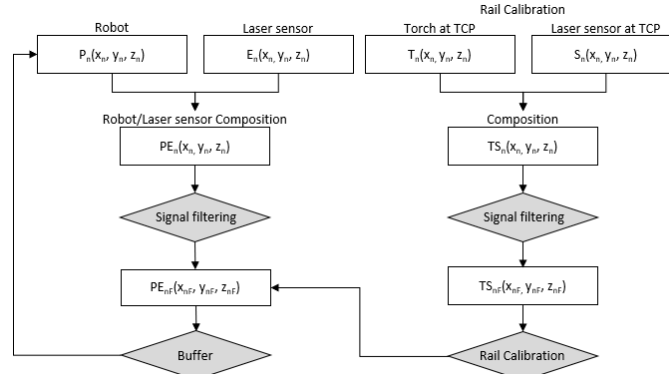 Rail Calibration
Robot
Laser sensor
Torch at TCP
Laser sensor at TCP
Pₙ(xₙ, yₙ, zₙ)
Eₙ(xₙ, yₙ, zₙ)
Tₙ(xₙ, yₙ, zₙ)
Sₙ(xₙ, yₙ, zₙ)
Robot/Laser sensor Composition
Composition
PEₙ(xₙ, yₙ, zₙ)
TSₙ(xₙ, yₙ, zₙ)
Signal filtering
Signal filtering
PEₙF(xₙF, yₙF, zₙF)
TSₙF(xₙF, yₙF, zₙF)
Buffer
Rail Calibration